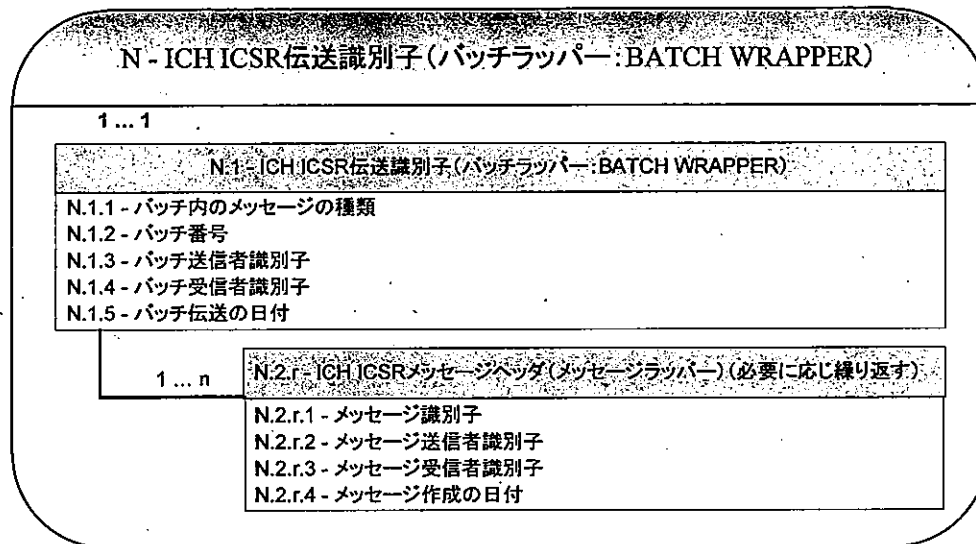 N - ICH ICSR伝送識別子(バッチラッパー:BATCH WRAPPER)
1 ... 1
N.1 - ICH ICSR伝送識別子(バッチラッパー:BATCH WRAPPER)
N.1.1 - バッチ内のメッセージの種類
N.1.2 - バッチ番号
N.1.3 - バッチ送信者識別子
N.1.4 - バッチ受信者識別子
N.1.5 - バッチ伝送の日付
1 ... n
N.2.r - ICH ICSRメッセージヘッダ(メッセージラッパー)(必要に応じ繰り返す)
N.2.r.1 - メッセージ識別子
N.2.r.2 - メッセージ送信者識別子
N.2.r.3 - メッセージ受信者識別子
N.2.r.4 - メッセージ作成の日付